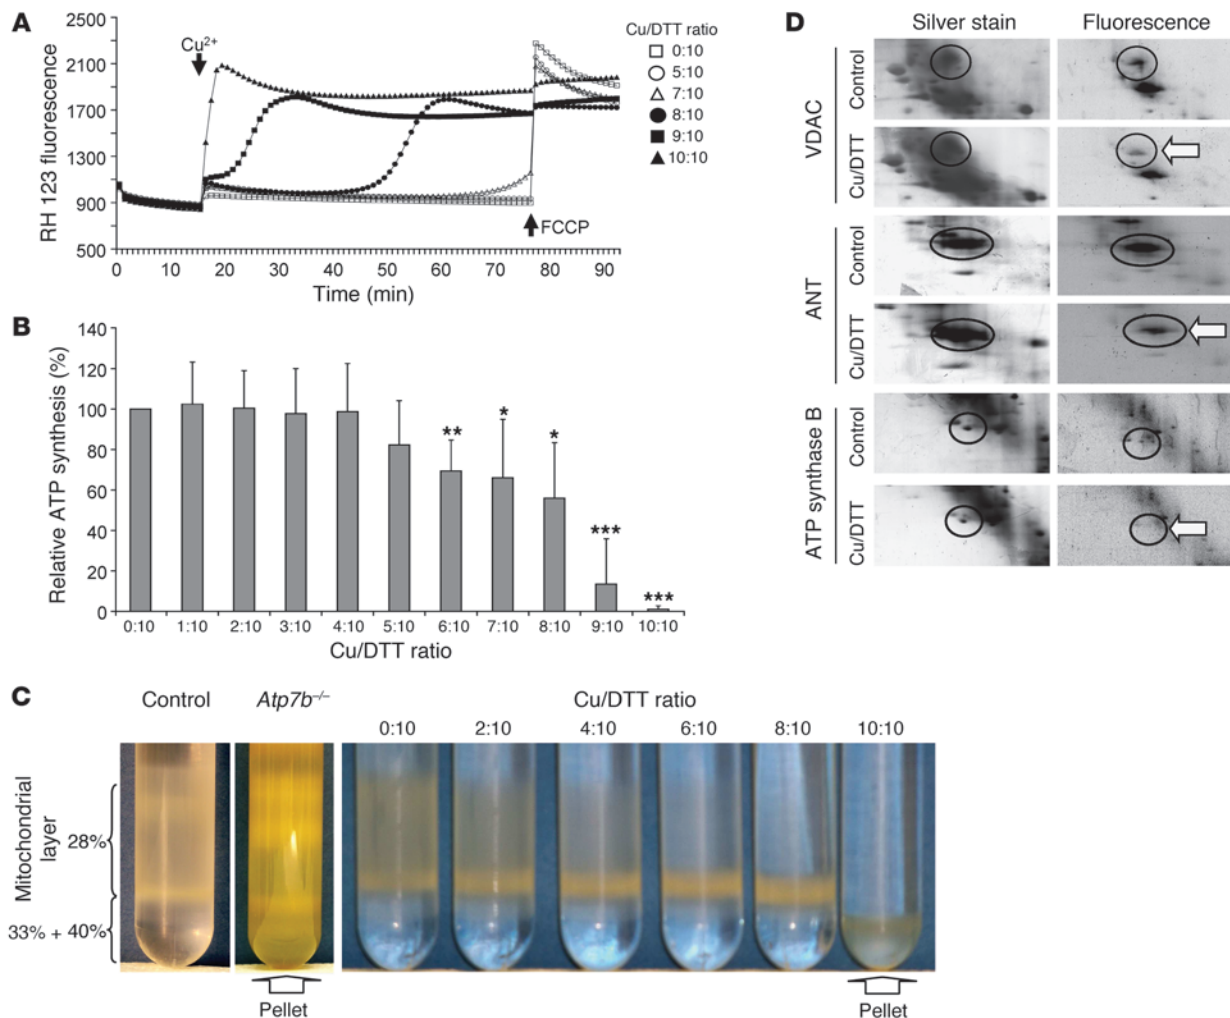 A
2500
2100
1700
1300
900
500
RH 123 fluorescence
Cu²⁺
FCCP
0 10 20 30 40 50 60 70 80 90
Time (min)
Cu/DTT ratio
0:10
5:10
7:10
8:10
9:10
10:10
B
140
120
100
80
60
40
20
0
Relative ATP synthesis (%)
** * * *** ***
0:10 1:10 2:10 3:10 4:10 5:10 6:10 7:10 8:10 9:10 10:10
Cu/DTT ratio
C
Control Atp7b⁻/⁻ Cu/DTT ratio
0:10 2:10 4:10 6:10 8:10 10:10
Mitochondrial
layer
28%
33% + 40%
Pellet Pellet
D
Silver stain Fluorescence
VDAC
Control
Cu/DTT
ANT
Control
Cu/DTT
ATP synthase B
Control
Cu/DTT